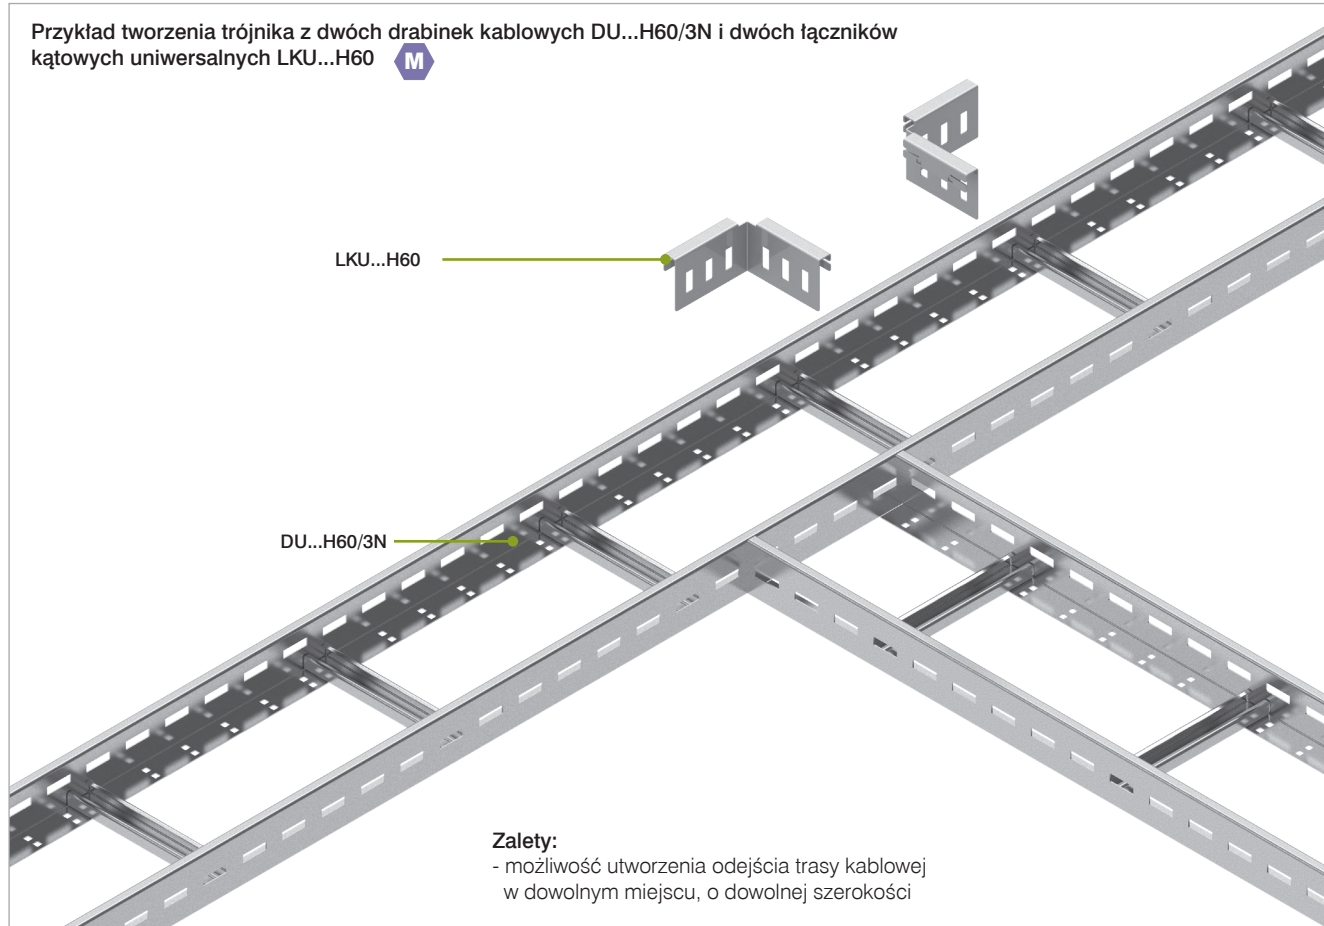 Przykład tworzenia trójnika z dwóch drabinek kablowych DU...H60/3N i dwóch łączników
kątowych uniwersalnych LKU...H60 M
LKU...H60
DU...H60/3N
Zalety:
- możliwość utworzenia odejścia trasy kablowej
w dowolnym miejscu, o dowolnej szerokości